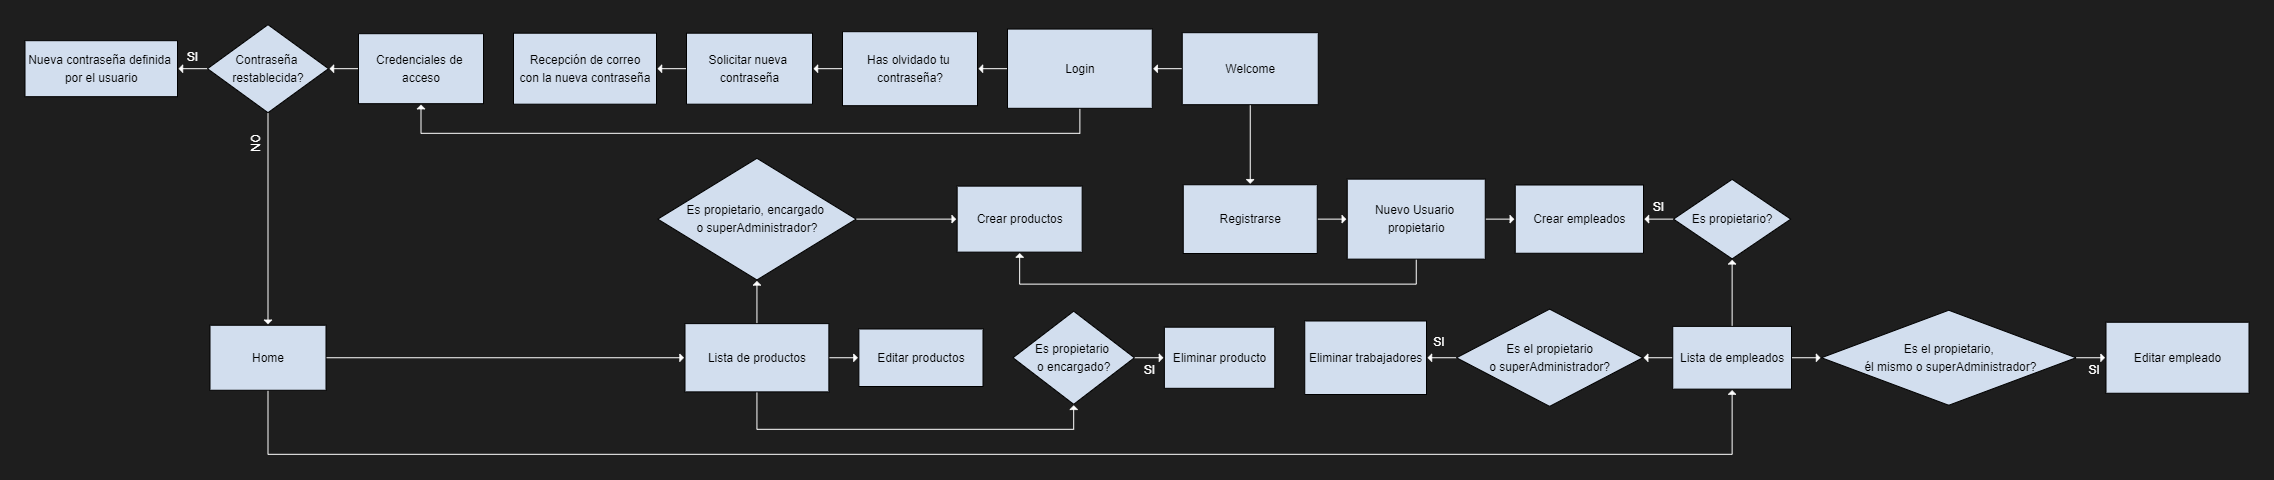 Nueva contraseña definida
por el usuario
SI
Contraseña
restablecida?
Credenciales de
acceso
Recepción de correo
con la nueva contraseña
Solicitar nueva
contraseña
Has olvidado tu
contraseña?
Login
Welcome
NO
Es propietario, encargado
o superAdministrador?
Crear productos
Registrarse
Nuevo Usuario
propietario
Crear empleados
SI
Es propietario?
Home
Lista de productos
Editar productos
Es propietario
o encargado?
SI
Eliminar producto
Eliminar trabajadores
SI
Es el propietario
o superAdministrador?
Lista de empleados
Es el propietario,
él mismo o superAdministrador?
SI
Editar empleado